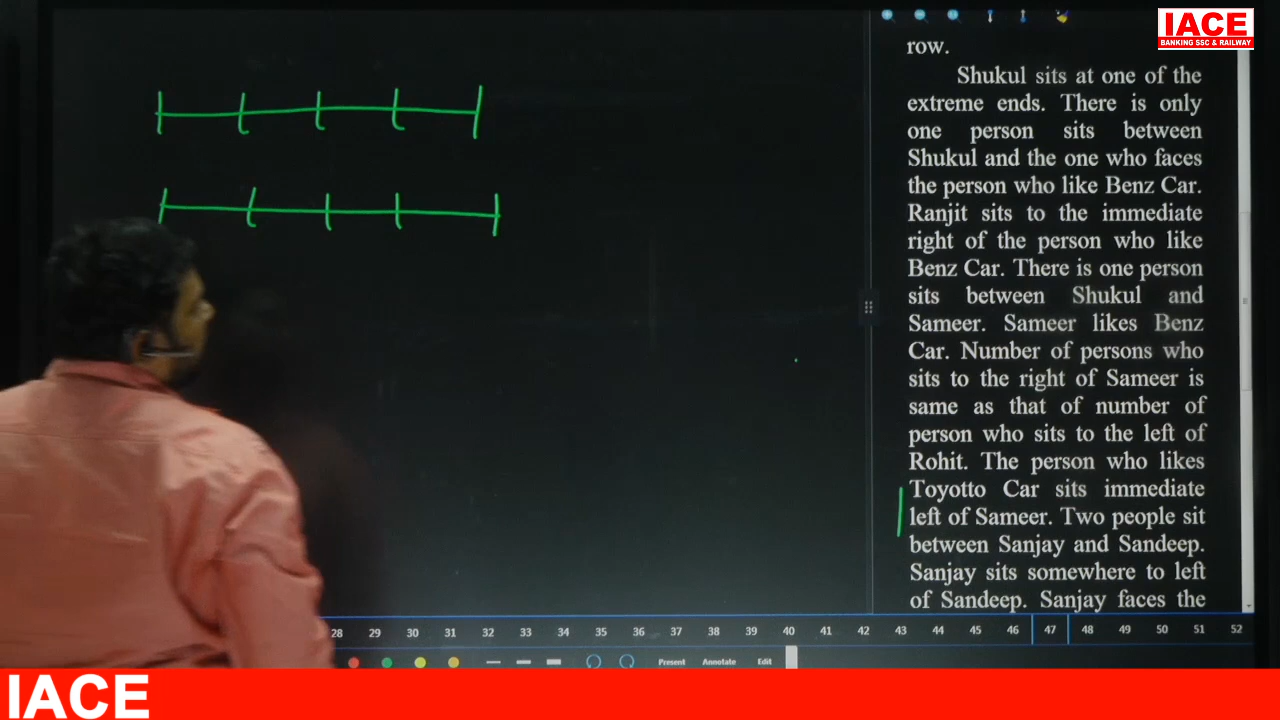 IACE
BANKING SSC & RAILWAY
row.
Shukul sits at one of the
extreme ends. There is only
one person sits between
Shukul and the one who faces
the person who like Benz Car.
Ranjit sits to the immediate
right of the person who like
Benz Car. There is one person
sits between Shukul and
Sameer. Sameer likes Benz
Car. Number of persons who
sits to the right of Sameer is
same as that of number of
person who sits to the left of
Rohit. The person who likes
Toyotto Car sits immediate
left of Sameer. Two people sit
between Sanjay and Sandeep.
Sanjay sits somewhere to left
of Sandeep. Sanjay faces the
28 29 30 31 32 33 34 35 36 37 38 39 40 41 42 43 44 45 46 47 48 49 50 51 52
Present Annotate Edit
IACE